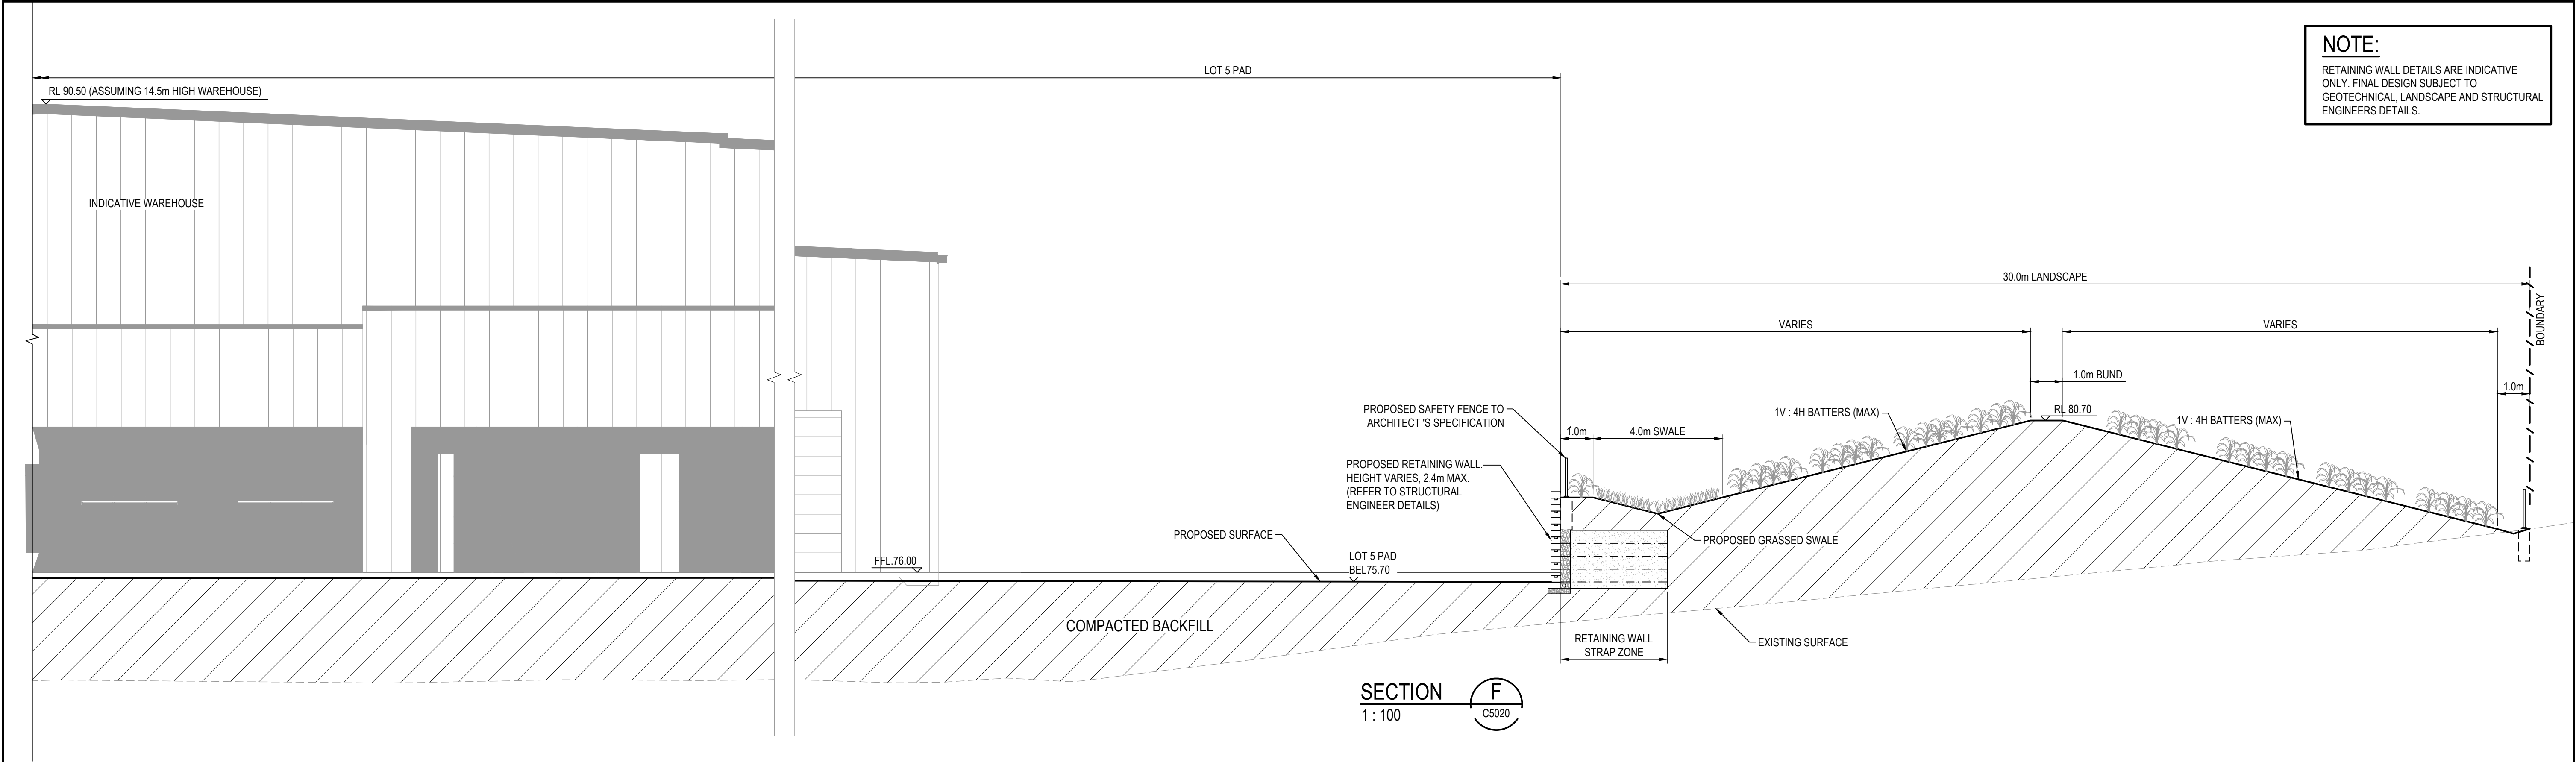 NOTE:
RETAINING WALL DETAILS ARE INDICATIVE
ONLY. FINAL DESIGN SUBJECT TO
GEOTECHNICAL, LANDSCAPE AND STRUCTURAL
ENGINEERS DETAILS.
LOT 5 PAD
RL 90.50 (ASSUMING 14.5m HIGH WAREHOUSE)
INDICATIVE WAREHOUSE
30.0m LANDSCAPE
BOUNDARY
VARIES
VARIES
1.0m BUND
1.0m
RL 80.70
1V : 4H BATTERS (MAX)
1V : 4H BATTERS (MAX)
PROPOSED SAFETY FENCE TO
ARCHITECT 'S SPECIFICATION
1.0m
4.0m SWALE
PROPOSED RETAINING WALL.
HEIGHT VARIES, 2.4m MAX.
(REFER TO STRUCTURAL
ENGINEER DETAILS)
PROPOSED SURFACE
PROPOSED GRASSED SWALE
FFL.76.00
LOT 5 PAD
BEL75.70
COMPACTED BACKFILL
RETAINING WALL
STRAP ZONE
EXISTING SURFACE
SECTION
1 : 100
F
C5020